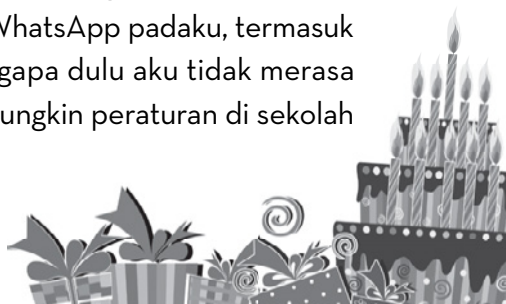 WhatsApp padaku, termasuk
gapa dulu aku tidak merasa
ungkin peraturan di sekolah